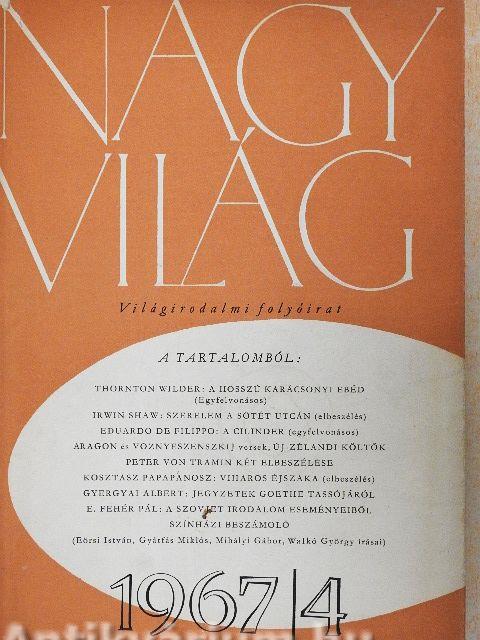 NAGY
VILÁG
Világirodalmi folyóirat
A TARTALOMBÓL:
THORNTON WILDER: A HOSSZÚ KARÁCSONYI EBÉD
(Egyfelvonásos)
IRWIN SHAW: SZERELEM A SÖTÉT UTCÁN (elbeszélés)
EDUARDO DE FILIPPO: A CILINDER (egyfelvonásos)
ARAGON és VOZNYESZENSZKIJ versek, ÚJ-ZÉLANDI KÖLTŐK
PETER VON TRAMIN KÉT ELBESZÉLÉSE
KOSZTASZ PAPAPÁNOSZ: VIHAROS ÉJSZAKA (elbeszélés)
GYERGYAI ALBERT: JEGYZETEK GOETHE TASSÓJÁRÓL
E. FEHÉR PÁL: A SZOVJET IRODALOM ESEMÉNYEIBŐL
SZÍNHÁZI BESZÁMOLÓ
(Eörsi István, Gyárfás Miklós, Mihályi Gábor, Walkó György írásai)
1967/4
Antikvarium.hu